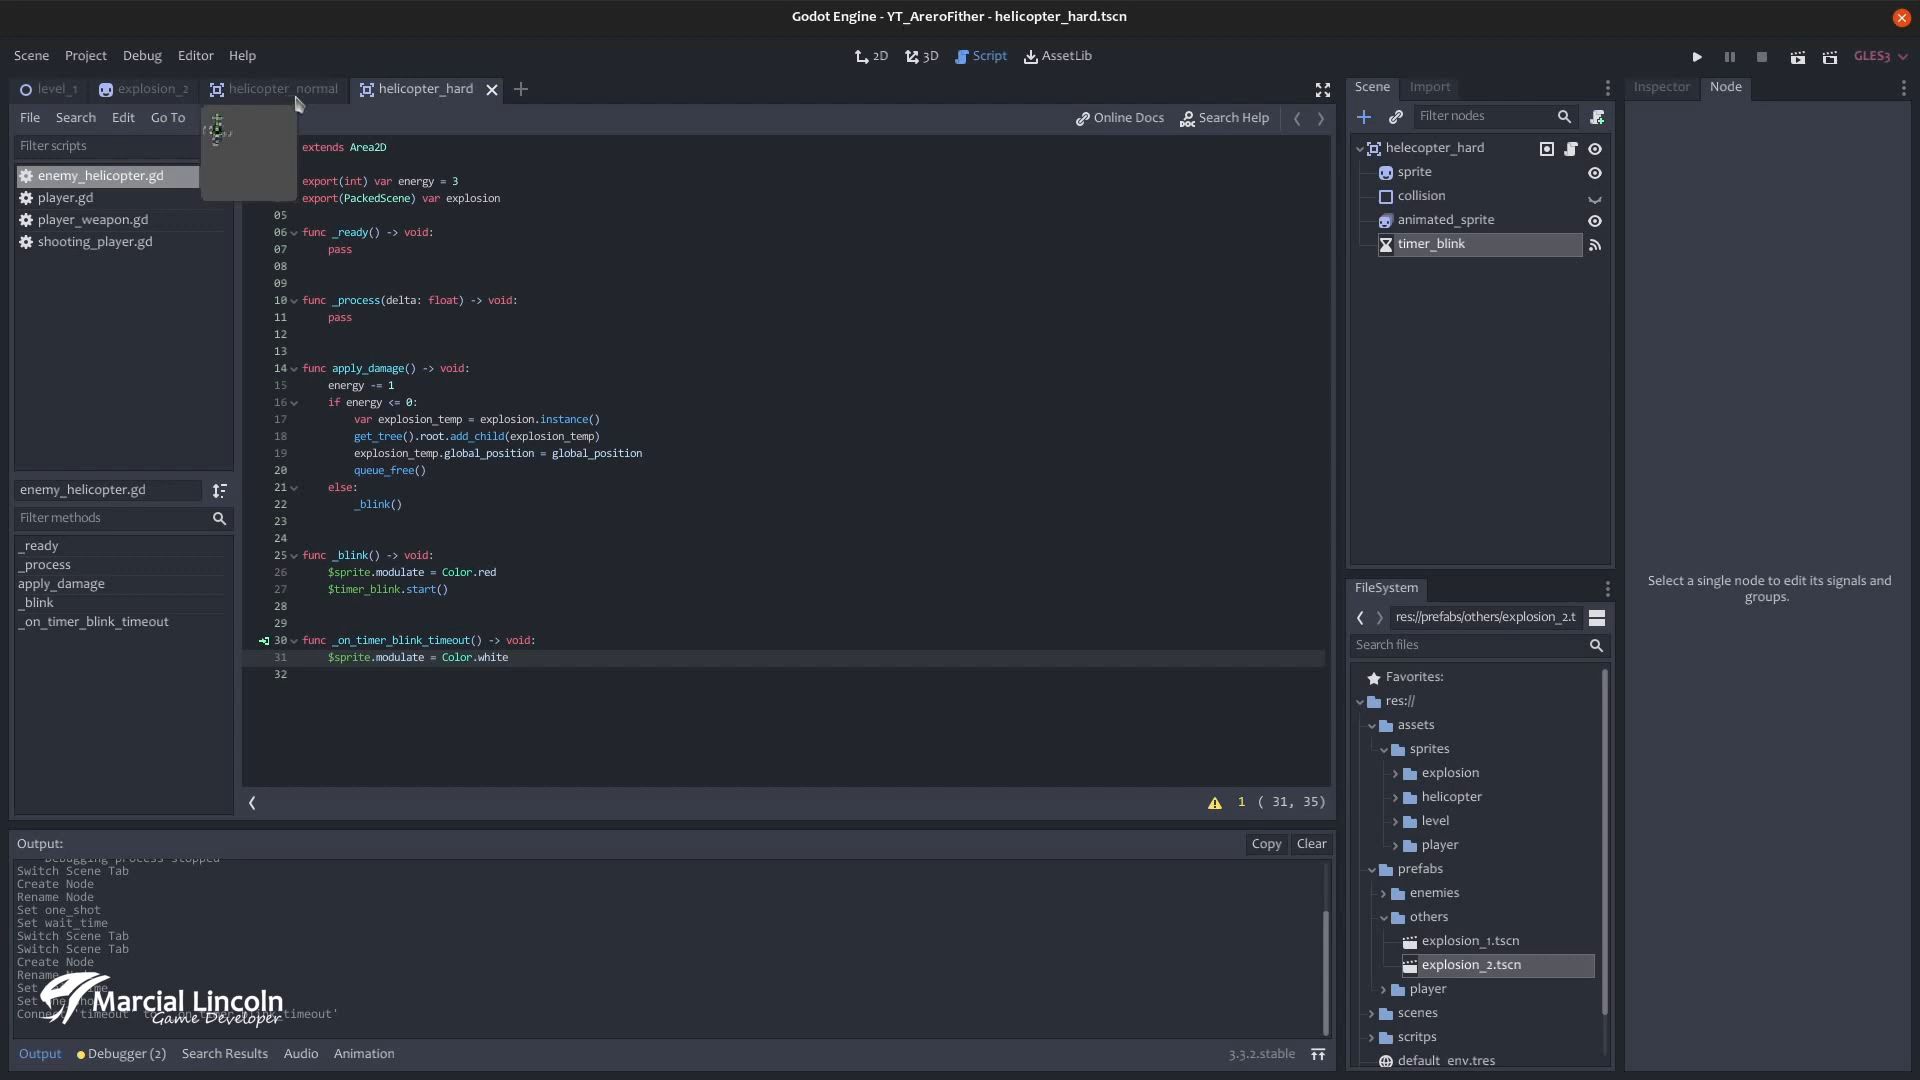 Godot Engine - YT_AreroFither - helicopter_hard.tscn
Scene Project Debug Editor Help
2D 3D Script AssetLib
GLES3
level_1 explosion_2 helicopter_normal helicopter_hard
File Search Edit Go To
Online Docs Search Help
Filter scripts
enemy_helicopter.gd
player.gd
player_weapon.gd
shooting_player.gd
enemy_helicopter.gd
Filter methods
_ready
_process
apply_damage
_blink
_on_timer_blink_timeout
extends Area2D
export(int) var energy = 3
export(PackedScene) var explosion
05
06 func _ready() -> void:
07 pass
08
09
10 func _process(delta: float) -> void:
11 pass
12
13
14 func apply_damage() -> void:
15 energy -= 1
16 if energy <= 0:
17 var explosion_temp = explosion.instance()
18 get_tree().root.add_child(explosion_temp)
19 explosion_temp.global_position = global_position
20 queue_free()
21 else:
22 _blink()
23
24
25 func _blink() -> void:
26 $sprite.modulate = Color.red
27 $timer_blink.start()
28
29
30 func _on_timer_blink_timeout() -> void:
31 $sprite.modulate = Color.white
32
1 ( 31, 35)
Output:
Copy Clear
Debugging process stopped
Switch Scene Tab
Create Node
Rename Node
Set one_shot
Set wait_time
Switch Scene Tab
Switch Scene Tab
Create Node
Marcial Lincoln
Game Developer
Output Debugger (2) Search Results Audio Animation
3.3.2.stable
Scene Import
Filter nodes
helecopter_hard
sprite
collision
animated_sprite
timer_blink
FileSystem
res://prefabs/others/explosion_2.t
Search files
Favorites:
res://
assets
sprites
explosion
helicopter
level
player
prefabs
enemies
others
explosion_1.tscn
explosion_2.tscn
player
scenes
scritps
default_env.tres
Inspector Node
Select a single node to edit its signals and
groups.